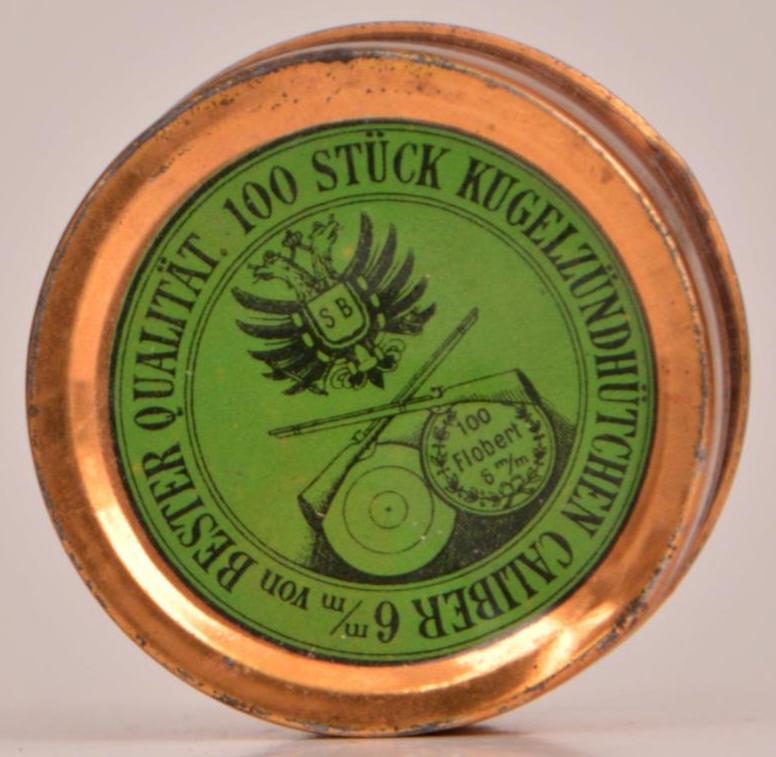 100 STÜCK KUGELZÜNDHÜTCHEN CALIBER 6 m/m von BESTER QUALITÄT.
SB
100
Flobert
6 m/m